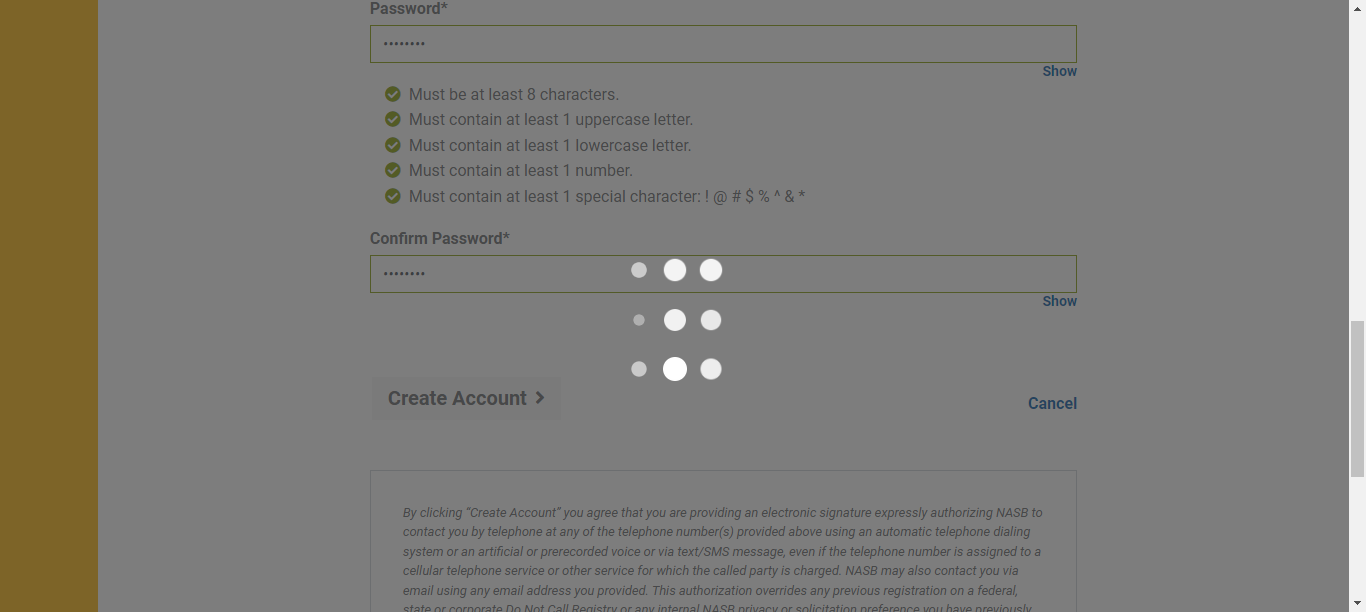 Password*
••••••••
Show
Must be at least 8 characters.
Must contain at least 1 uppercase letter.
Must contain at least 1 lowercase letter.
Must contain at least 1 number.
Must contain at least 1 special character: ! @ # $ % ^ & *
Confirm Password*
••••••••
Show
Create Account
Cancel
By clicking “Create Account” you agree that you are providing an electronic signature expressly authorizing NASB to
contact you by telephone at any of the telephone number(s) provided above using an automatic telephone dialing
system or an artificial or prerecorded voice or via text/SMS message, even if the telephone number is assigned to a
cellular telephone service or other service for which the called party is charged. NASB may also contact you via
email using any email address you provided. This authorization overrides any previous registration on a federal,
state or corporate Do Not Call Registry or any internal NASB privacy or solicitation preference you have previously